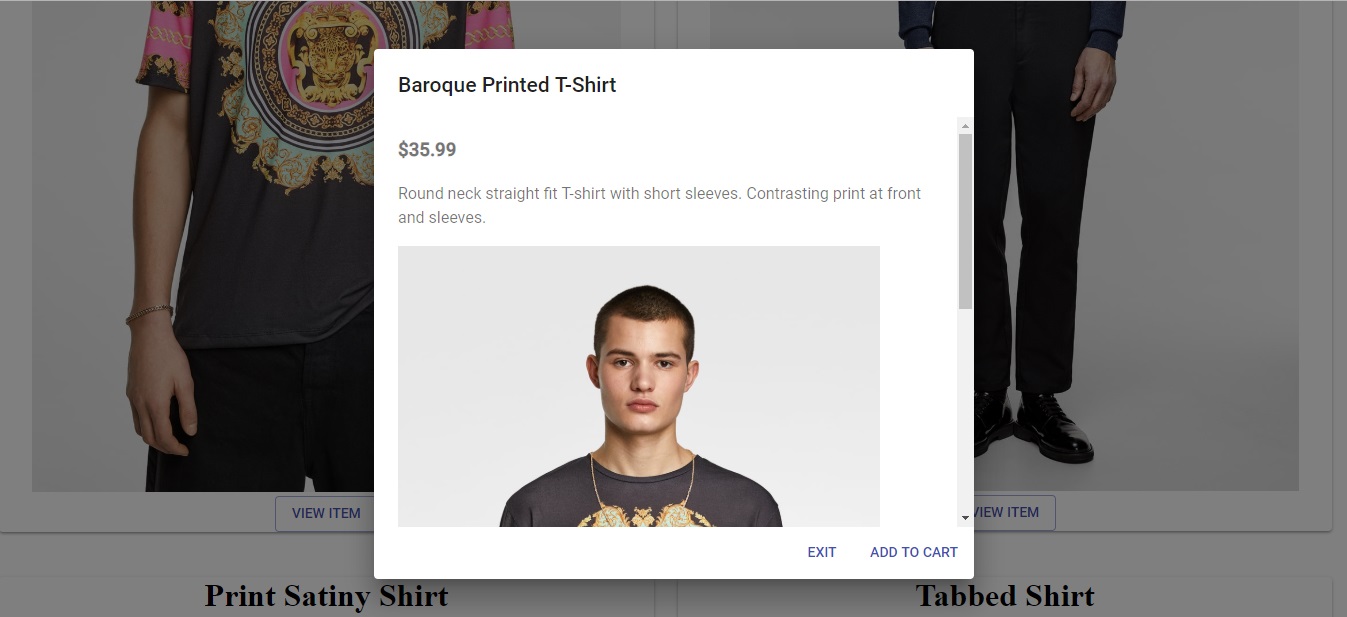 Baroque Printed T-Shirt
$35.99
Round neck straight fit T-shirt with short sleeves. Contrasting print at front
and sleeves.
VIEW ITEM
VIEW ITEM
EXIT
ADD TO CART
Print Satiny Shirt
Tabbed Shirt